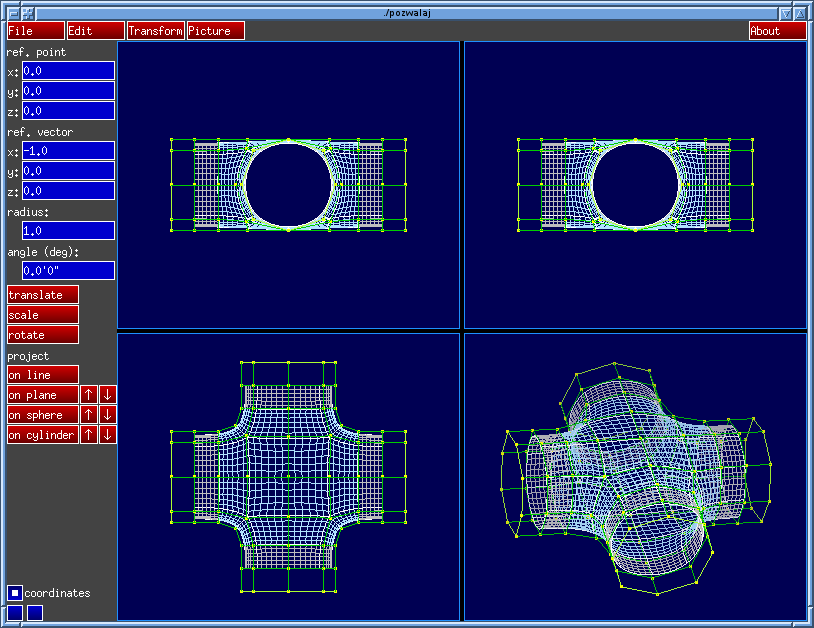 ./pozwalaj
File Edit Transform Picture About
ref. point
x: 0.0
y: 0.0
z: 0.0
ref. vector
x: -1.0
y: 0.0
z: 0.0
radius:
1.0
angle (deg):
0.0'0"
translate
scale
rotate
project
on line
on plane ↑ ↓
on sphere ↑ ↓
on cylinder ↑ ↓
coordinates